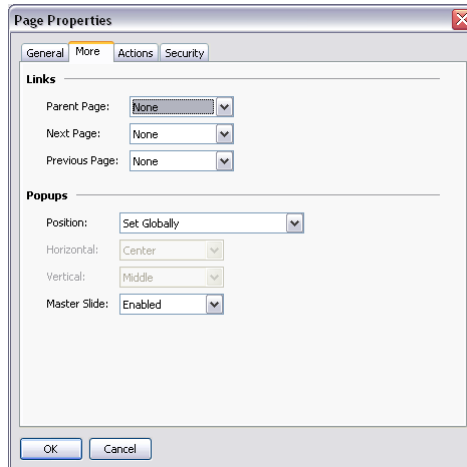 Page Properties
General More Actions Security
Links
Parent Page: None
Next Page: None
Previous Page: None
Popups
Position: Set Globally
Horizontal: Center
Vertical: Middle
Master Slide: Enabled
OK Cancel